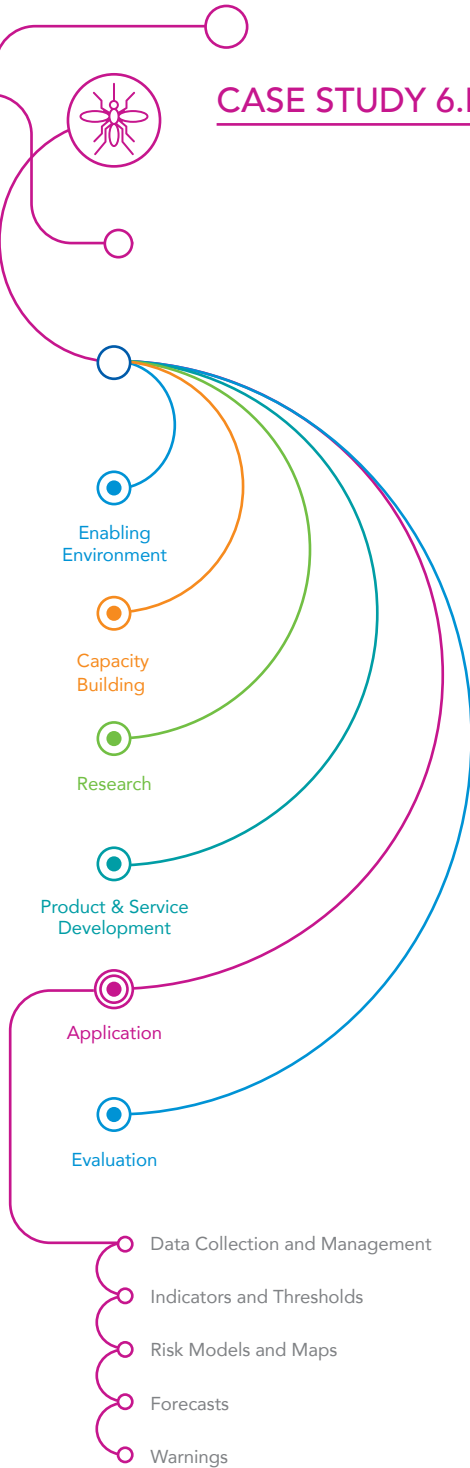 CASE STUDY 6.
Enabling
Environment
Capacity
Building
Research
Product & Service
Development
Application
Evaluation
Data Collection and Management
Indicators and Thresholds
Risk Models and Maps
Forecasts
Warnings